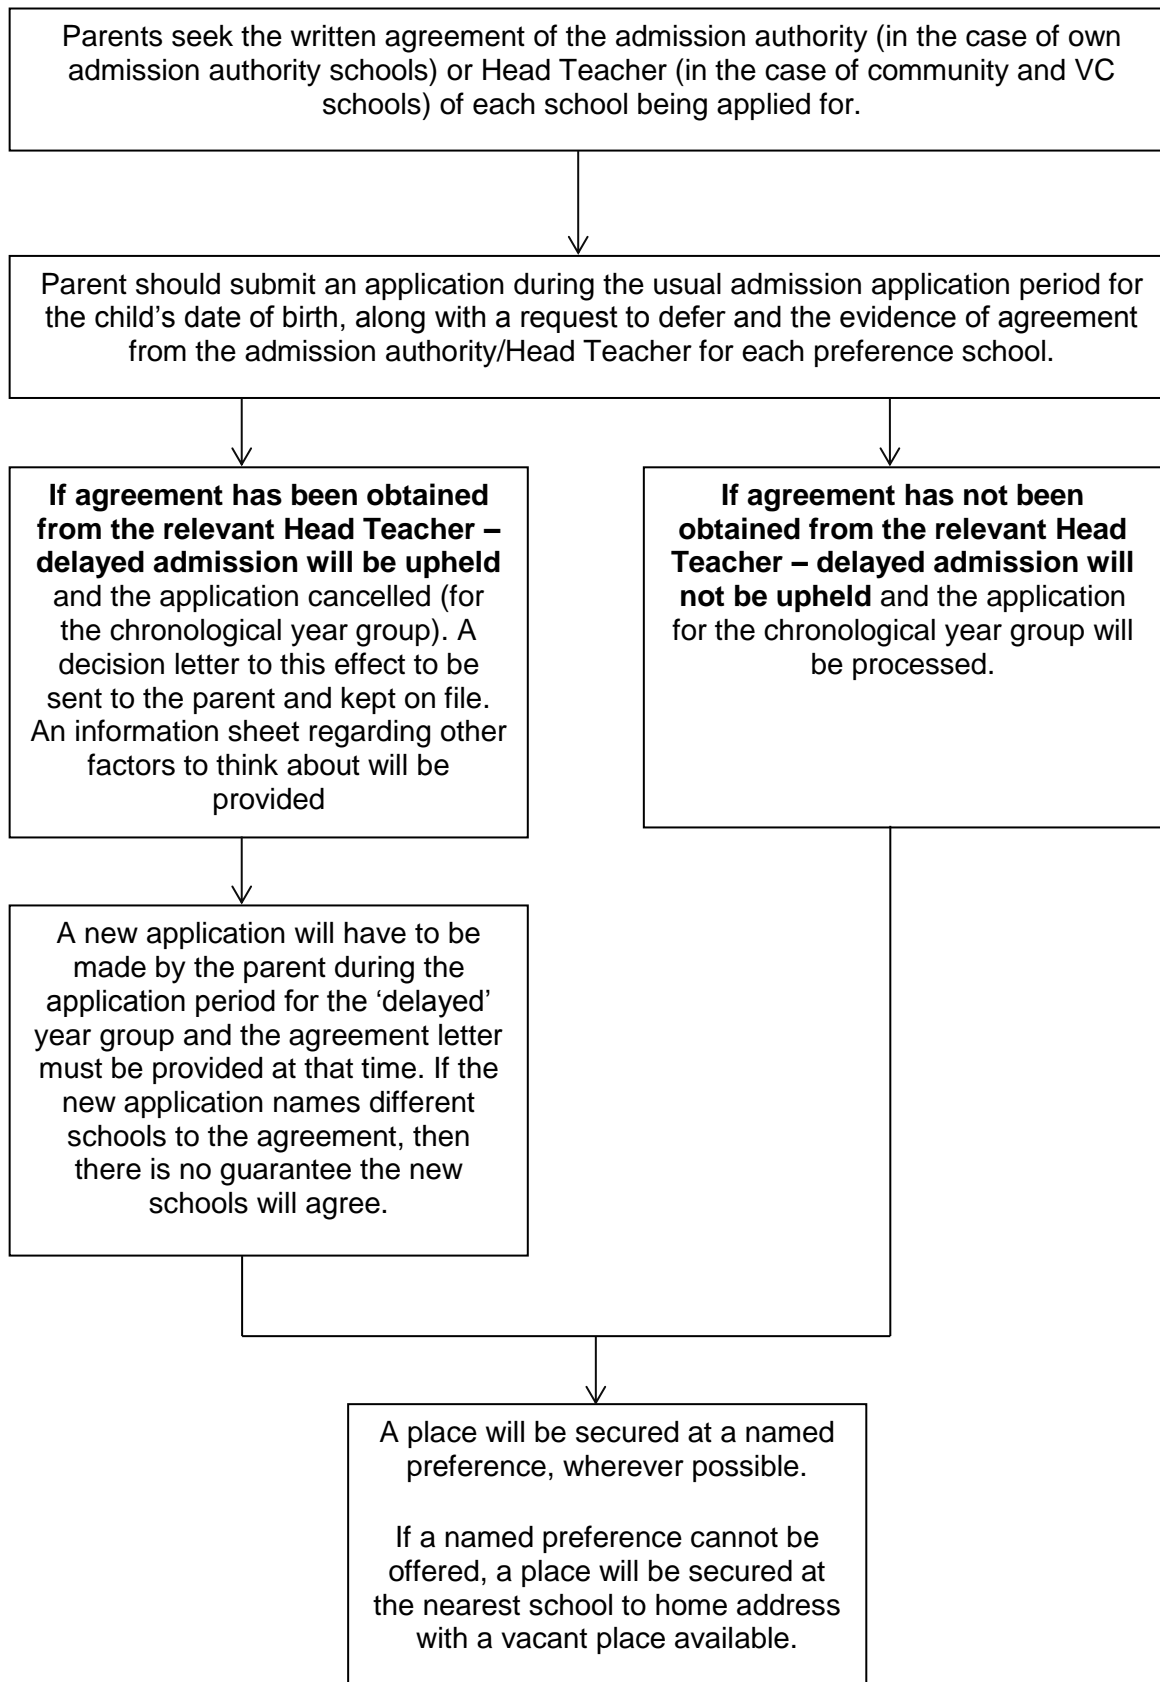 Parents seek the written agreement of the admission authority (in the case of own
admission authority schools) or Head Teacher (in the case of community and VC
schools) of each school being applied for.
Parent should submit an application during the usual admission application period for
the child’s date of birth, along with a request to defer and the evidence of agreement
from the admission authority/Head Teacher for each preference school.
If agreement has been obtained
from the relevant Head Teacher –
delayed admission will be upheld
and the application cancelled (for
the chronological year group). A
decision letter to this effect to be
sent to the parent and kept on file.
An information sheet regarding other
factors to think about will be
provided
If agreement has not been
obtained from the relevant Head
Teacher – delayed admission will
not be upheld and the application
for the chronological year group will
be processed.
A new application will have to be
made by the parent during the
application period for the ‘delayed’
year group and the agreement letter
must be provided at that time. If the
new application names different
schools to the agreement, then
there is no guarantee the new
schools will agree.
A place will be secured at a named
preference, wherever possible.
If a named preference cannot be
offered, a place will be secured at
the nearest school to home address
with a vacant place available.